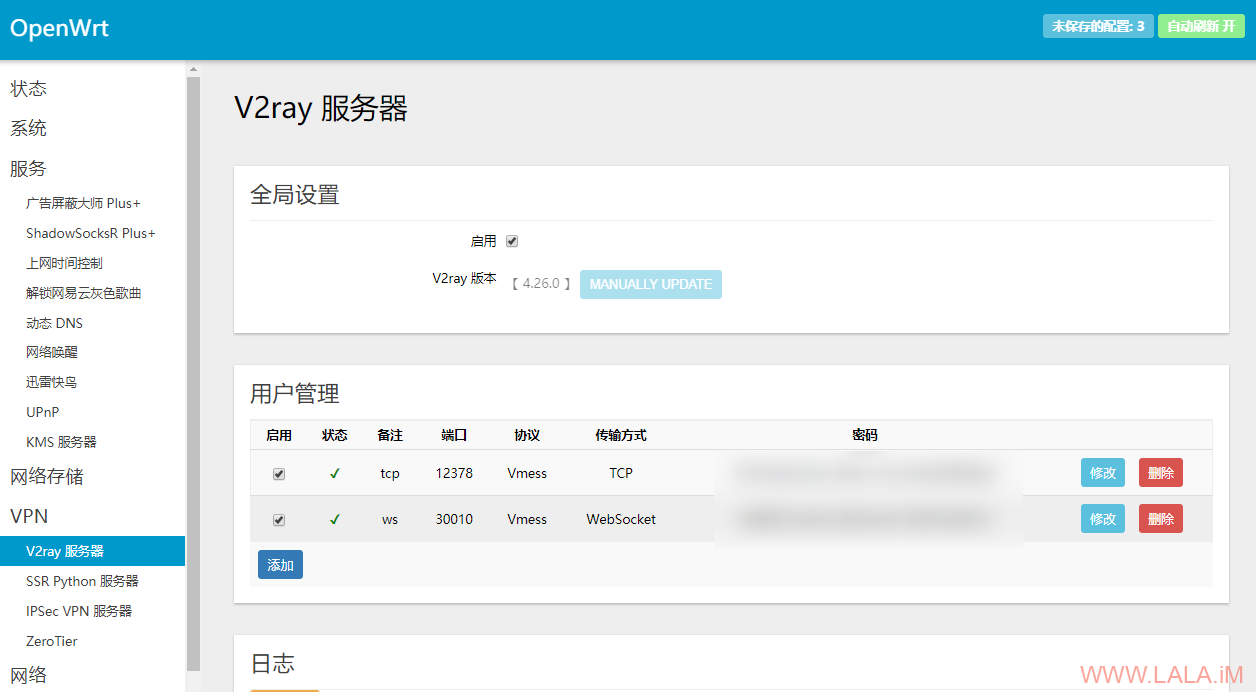 OpenWrt
未保存的配置: 3
自动刷新 开
状态
系统
服务
广告屏蔽大师 Plus+
ShadowSocksR Plus+
上网时间控制
解锁网易云灰色歌曲
动态 DNS
网络唤醒
迅雷快鸟
UPnP
KMS 服务器
网络存储
VPN
V2ray 服务器
SSR Python 服务器
IPSec VPN 服务器
ZeroTier
网络
V2ray 服务器
全局设置
启用
V2ray 版本 【 4.26.0 】 MANUALLY UPDATE
用户管理
启用 状态 备注 端口 协议 传输方式 密码
✓ tcp 12378 Vmess TCP 修改 删除
✓ ws 30010 Vmess WebSocket 修改 删除
添加
日志
WWW.LALA.iM